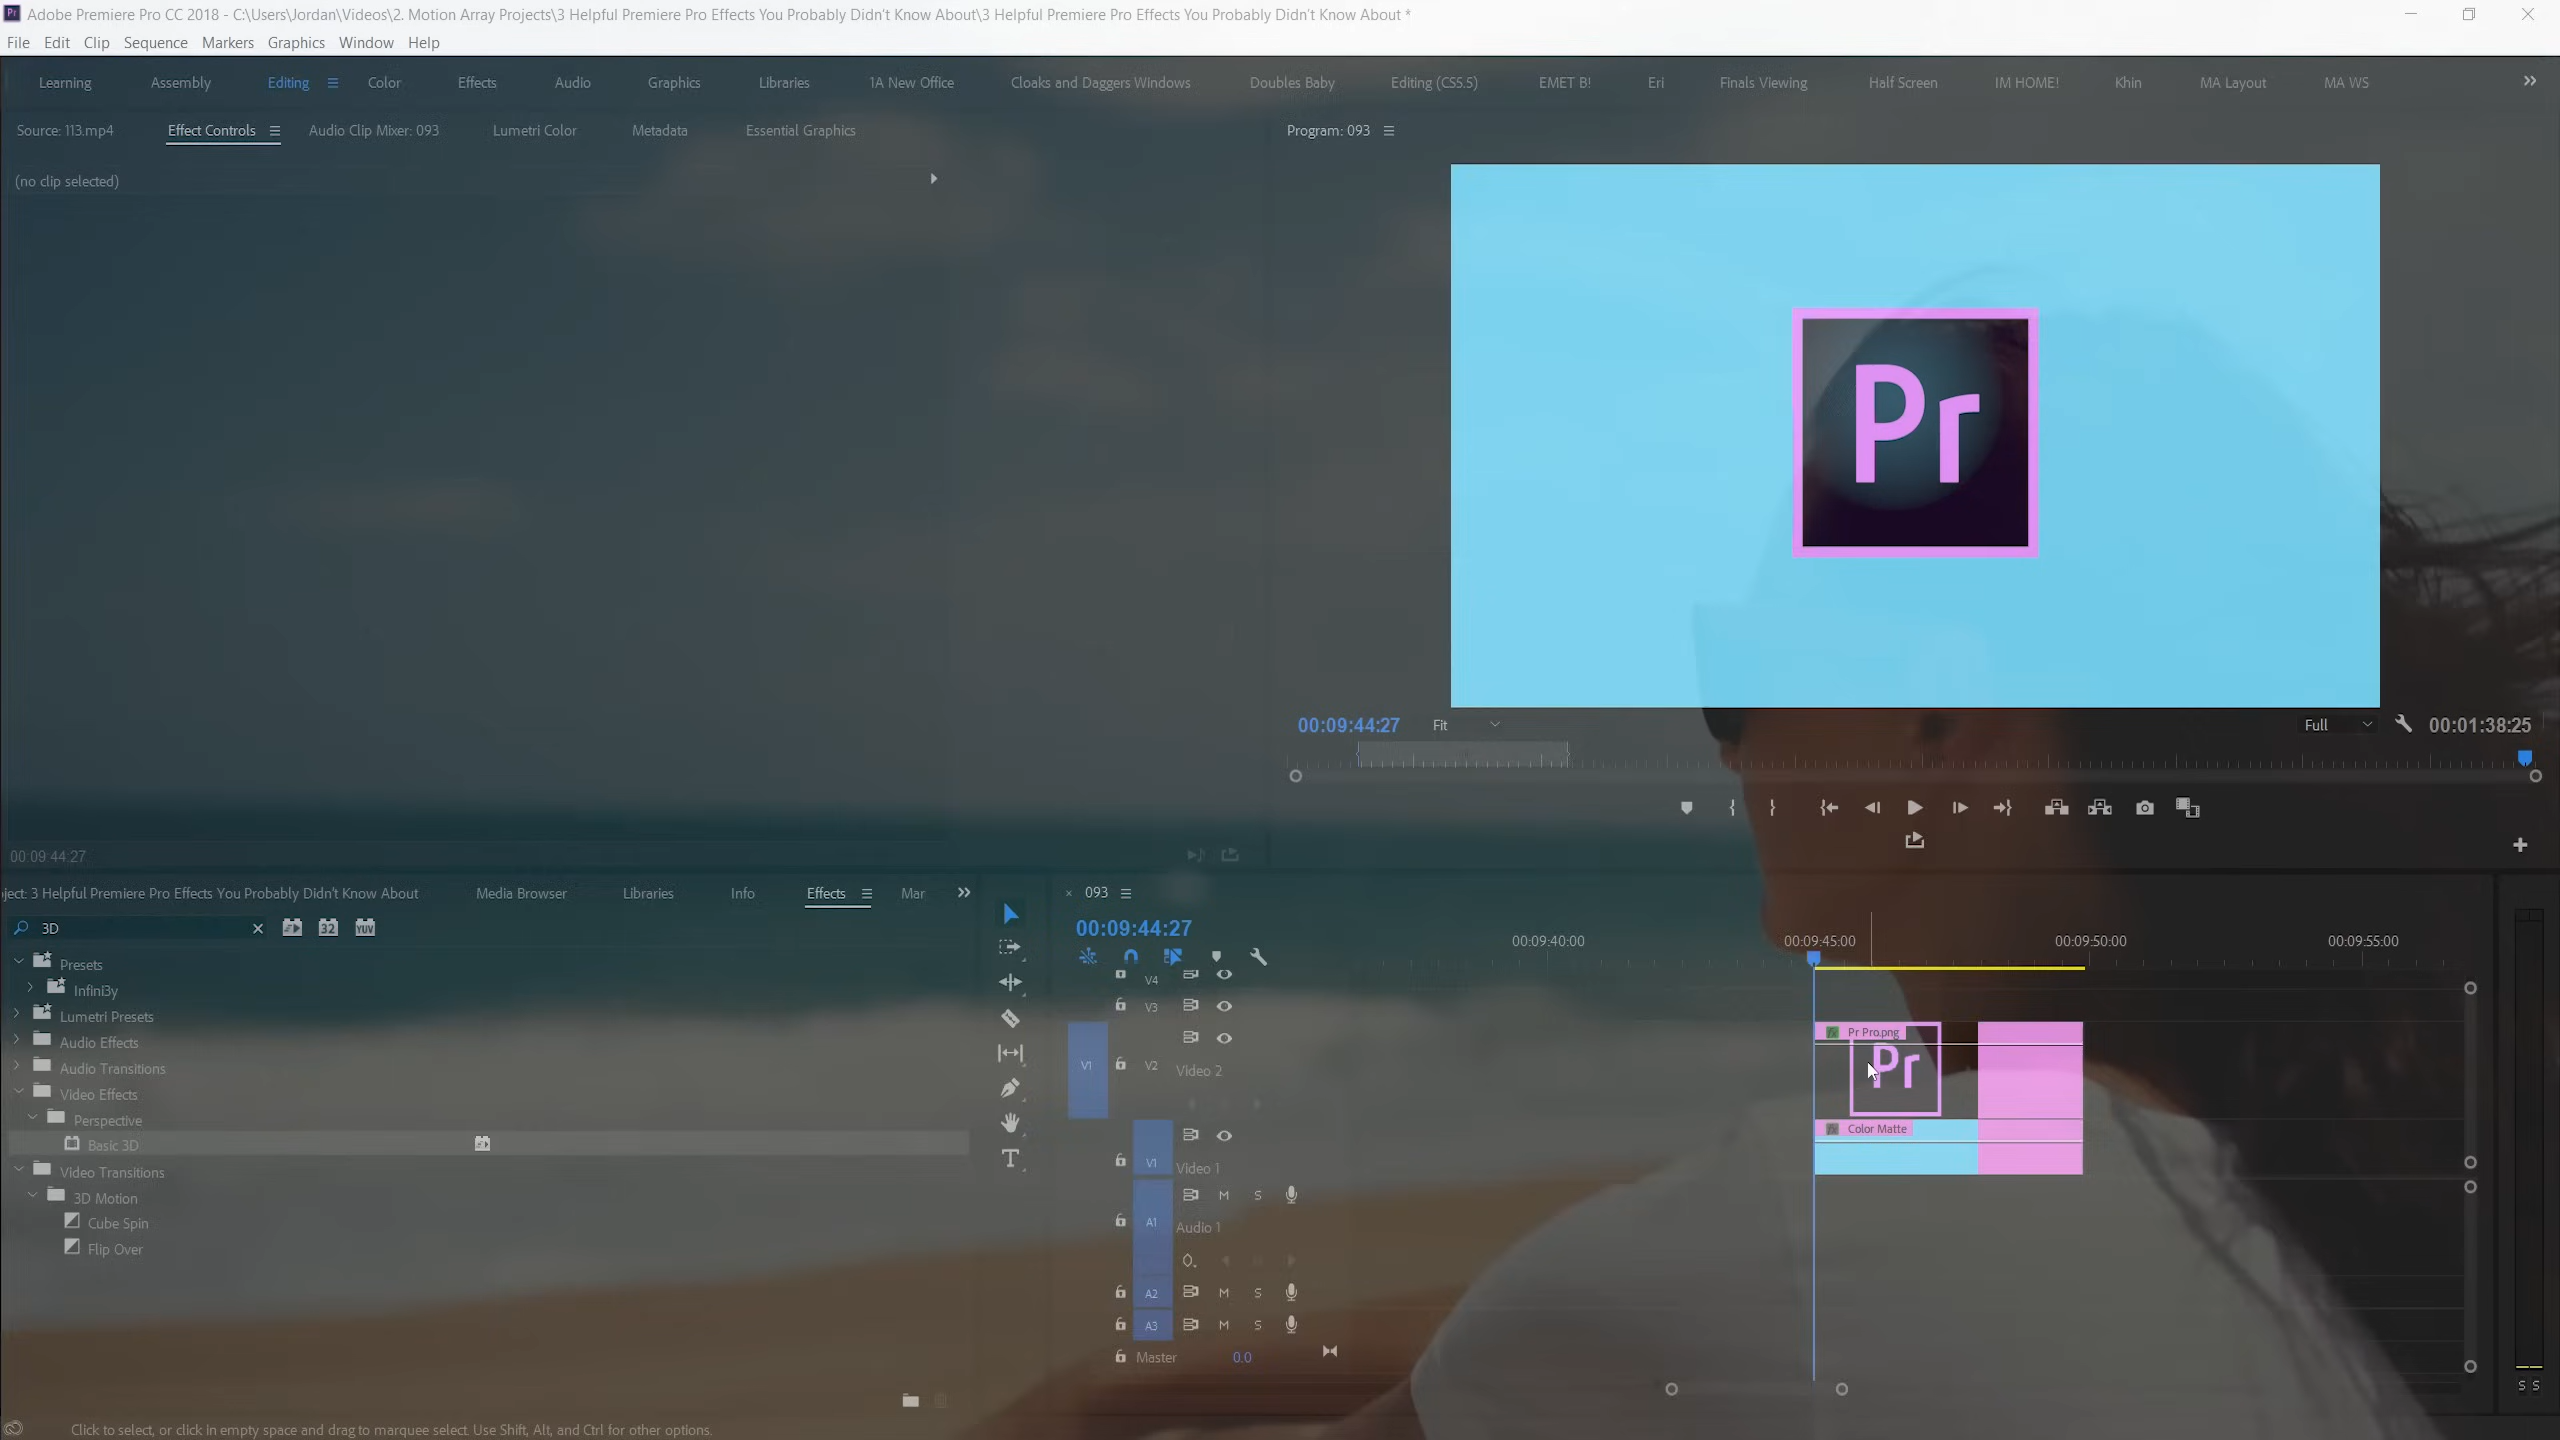 Adobe Premiere Pro CC 2018 - C:\Users\Jordan\Videos\2. Motion Array Projects\3 Helpful Premiere Pro Effects You Probably Didn't Know About\3 Helpful Premiere Pro Effects You Probably Didn't Know About *
File Edit Clip Sequence Markers Graphics Window Help
Learning Assembly Editing Color Effects Audio Graphics Libraries 1A New Office Cloaks and Daggers Windows Doubles Baby Editing (CS5.5) EMET B! Eri Finals Viewing Half Screen IM HOME! Khin MA Layout MA WS
Source: 113.mp4 Effect Controls Audio Clip Mixer: 093 Lumetri Color Metadata Essential Graphics
Program: 093
(no clip selected)
Pr
00:09:44:27 Fit Full 00:01:38:25
00:09:44:27
ject: 3 Helpful Premiere Pro Effects You Probably Didn't Know About Media Browser Libraries Info Effects Mar
093
3D 32 YUV
00:09:44:27
00:09:40:00 00:09:45:00 00:09:50:00 00:09:55:00
Presets
Infini3y
Lumetri Presets
Audio Effects
Audio Transitions
Video Effects
Perspective
Basic 3D
Video Transitions
3D Motion
Cube Spin
Flip Over
V4
V3
Pr Pro.png
V1 V2 Video 2
Pr
Color Matte
V1 Video 1
M S
A1 Audio 1
A2 M S
A3 M S
Master 0.0
S S
Click to select, or click in empty space and drag to marquee select. Use Shift, Alt, and Ctrl for other options.